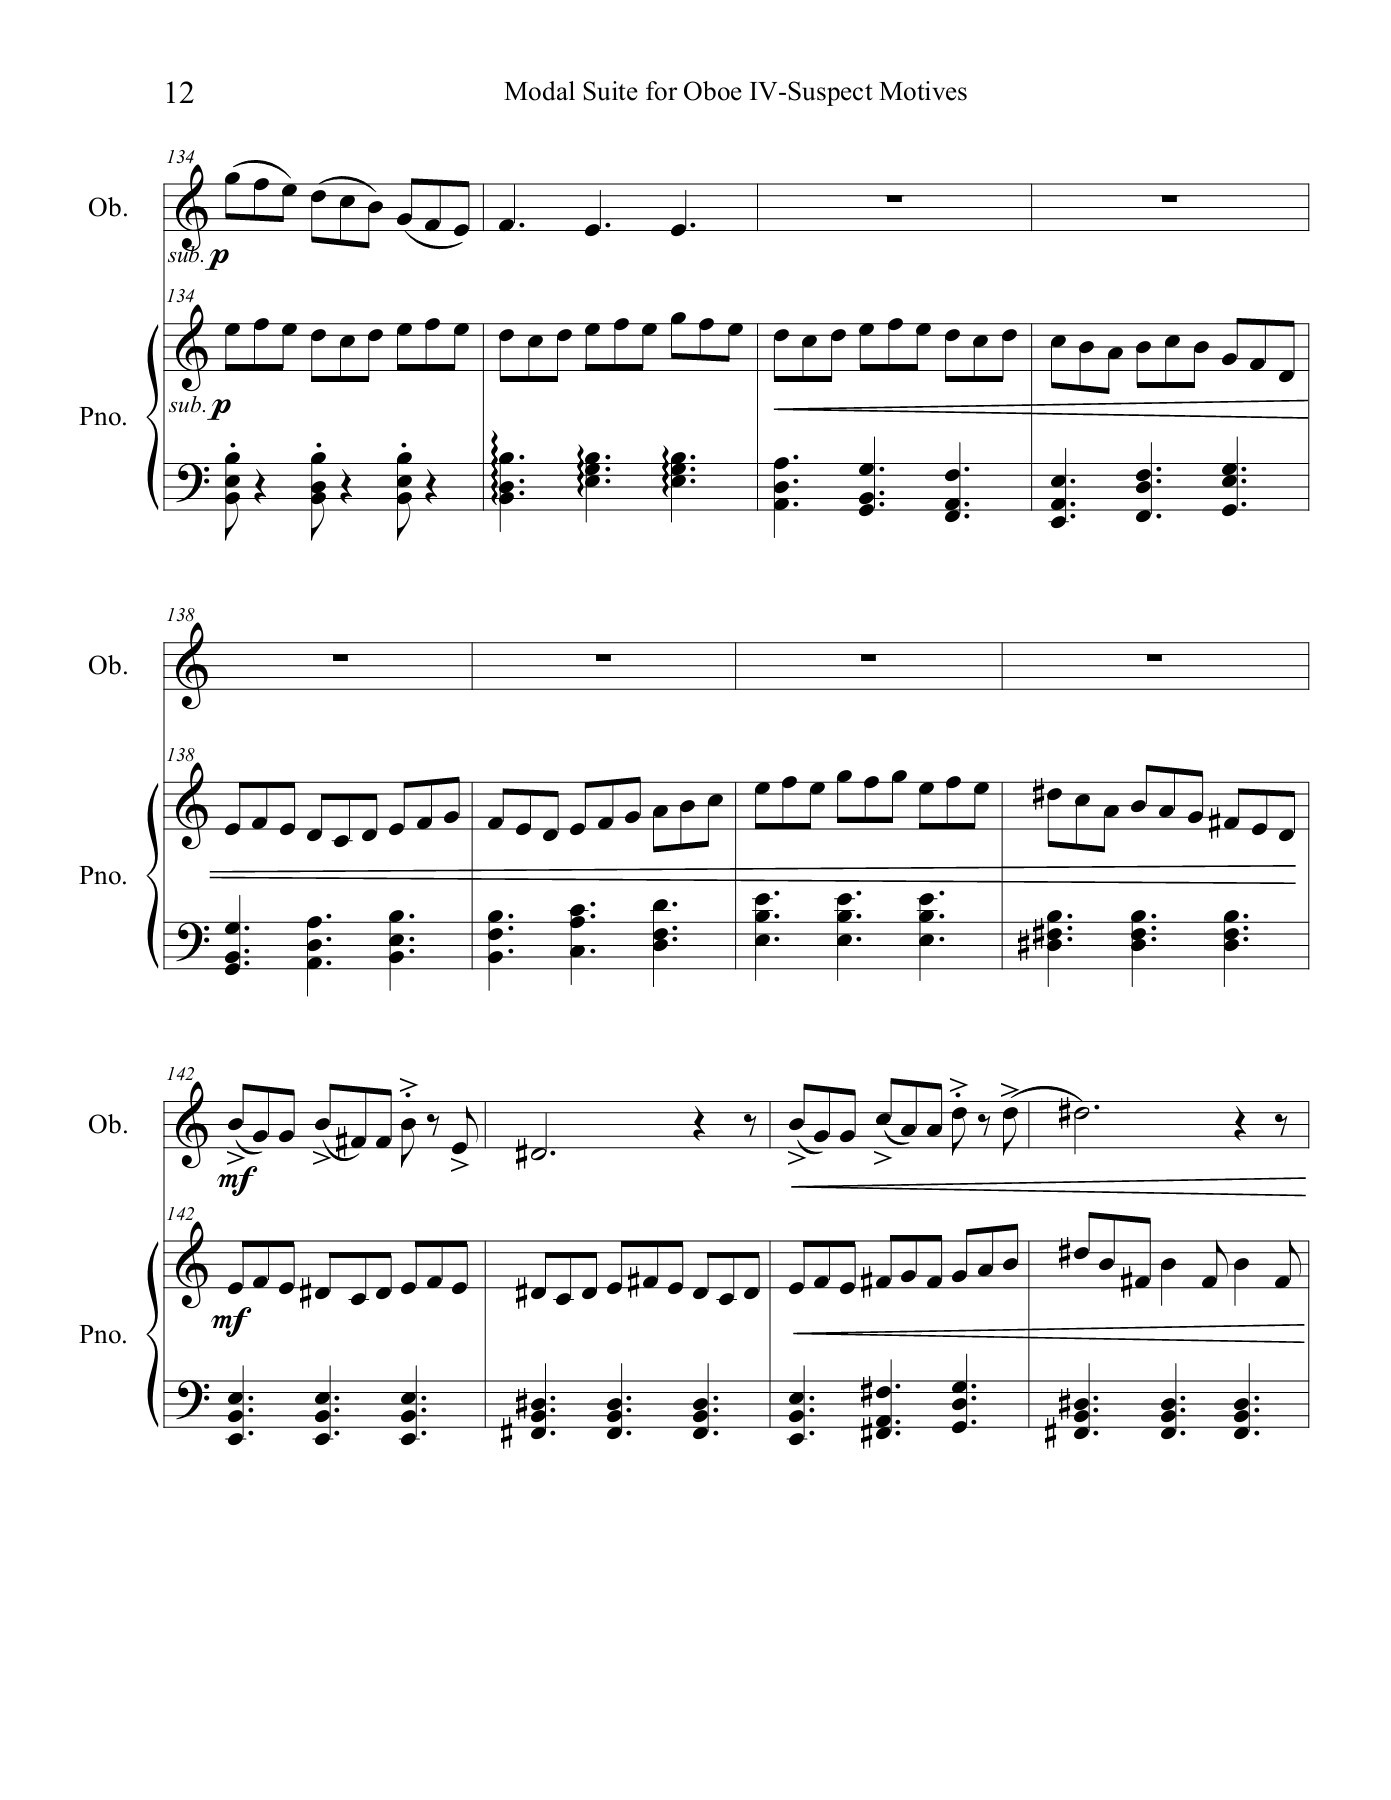 12 Modal Suite for Oboe IV-Suspect Motives
134
Ob.
sub. p
134
sub. p
Pno.
138
Ob.
138
Pno.
142
Ob.
mf
142
mf
Pno.